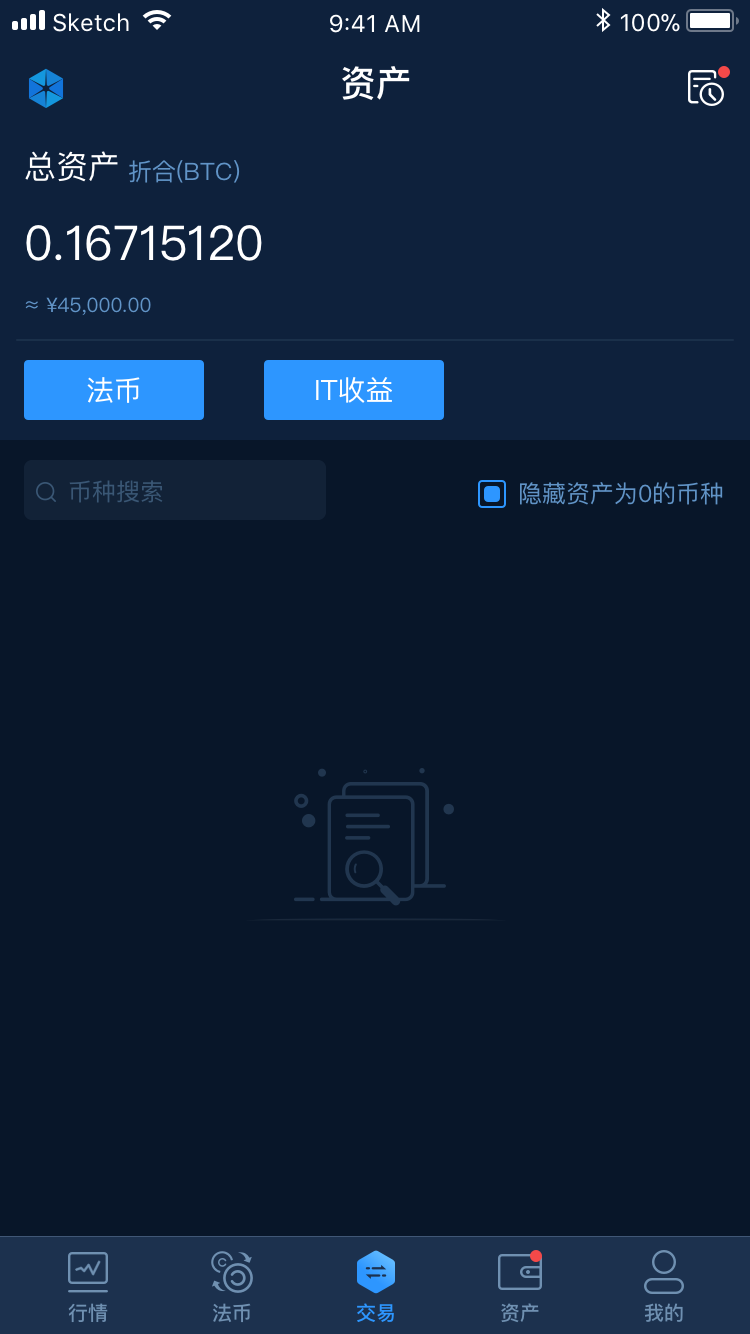 Sketch 9:41 AM 100%
资产
总资产 折合(BTC)
0.16715120
≈ ¥45,000.00
法币 IT收益
币种搜索 隐藏资产为0的币种
行情 法币 交易 资产 我的